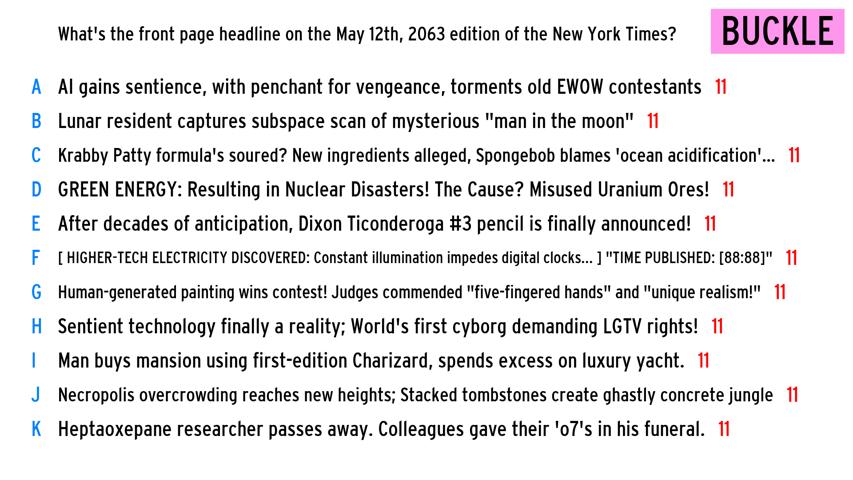 What's the front page headline on the May 12th, 2063 edition of the New York Times?
BUCKLE
A AI gains sentience, with penchant for vengeance, torments old EWOW contestants 11
B Lunar resident captures subspace scan of mysterious "man in the moon" 11
C Krabby Patty formula's soured? New ingredients alleged, Spongebob blames 'ocean acidification'... 11
D GREEN ENERGY: Resulting in Nuclear Disasters! The Cause? Misused Uranium Ores! 11
E After decades of anticipation, Dixon Ticonderoga #3 pencil is finally announced! 11
F [ HIGHER-TECH ELECTRICITY DISCOVERED: Constant illumination impedes digital clocks... ] "TIME PUBLISHED: [88:88]" 11
G Human-generated painting wins contest! Judges commended "five-fingered hands" and "unique realism!" 11
H Sentient technology finally a reality; World's first cyborg demanding LGTV rights! 11
I Man buys mansion using first-edition Charizard, spends excess on luxury yacht. 11
J Necropolis overcrowding reaches new heights; Stacked tombstones create ghastly concrete jungle 11
K Heptaoxepane researcher passes away. Colleagues gave their 'o7's in his funeral. 11